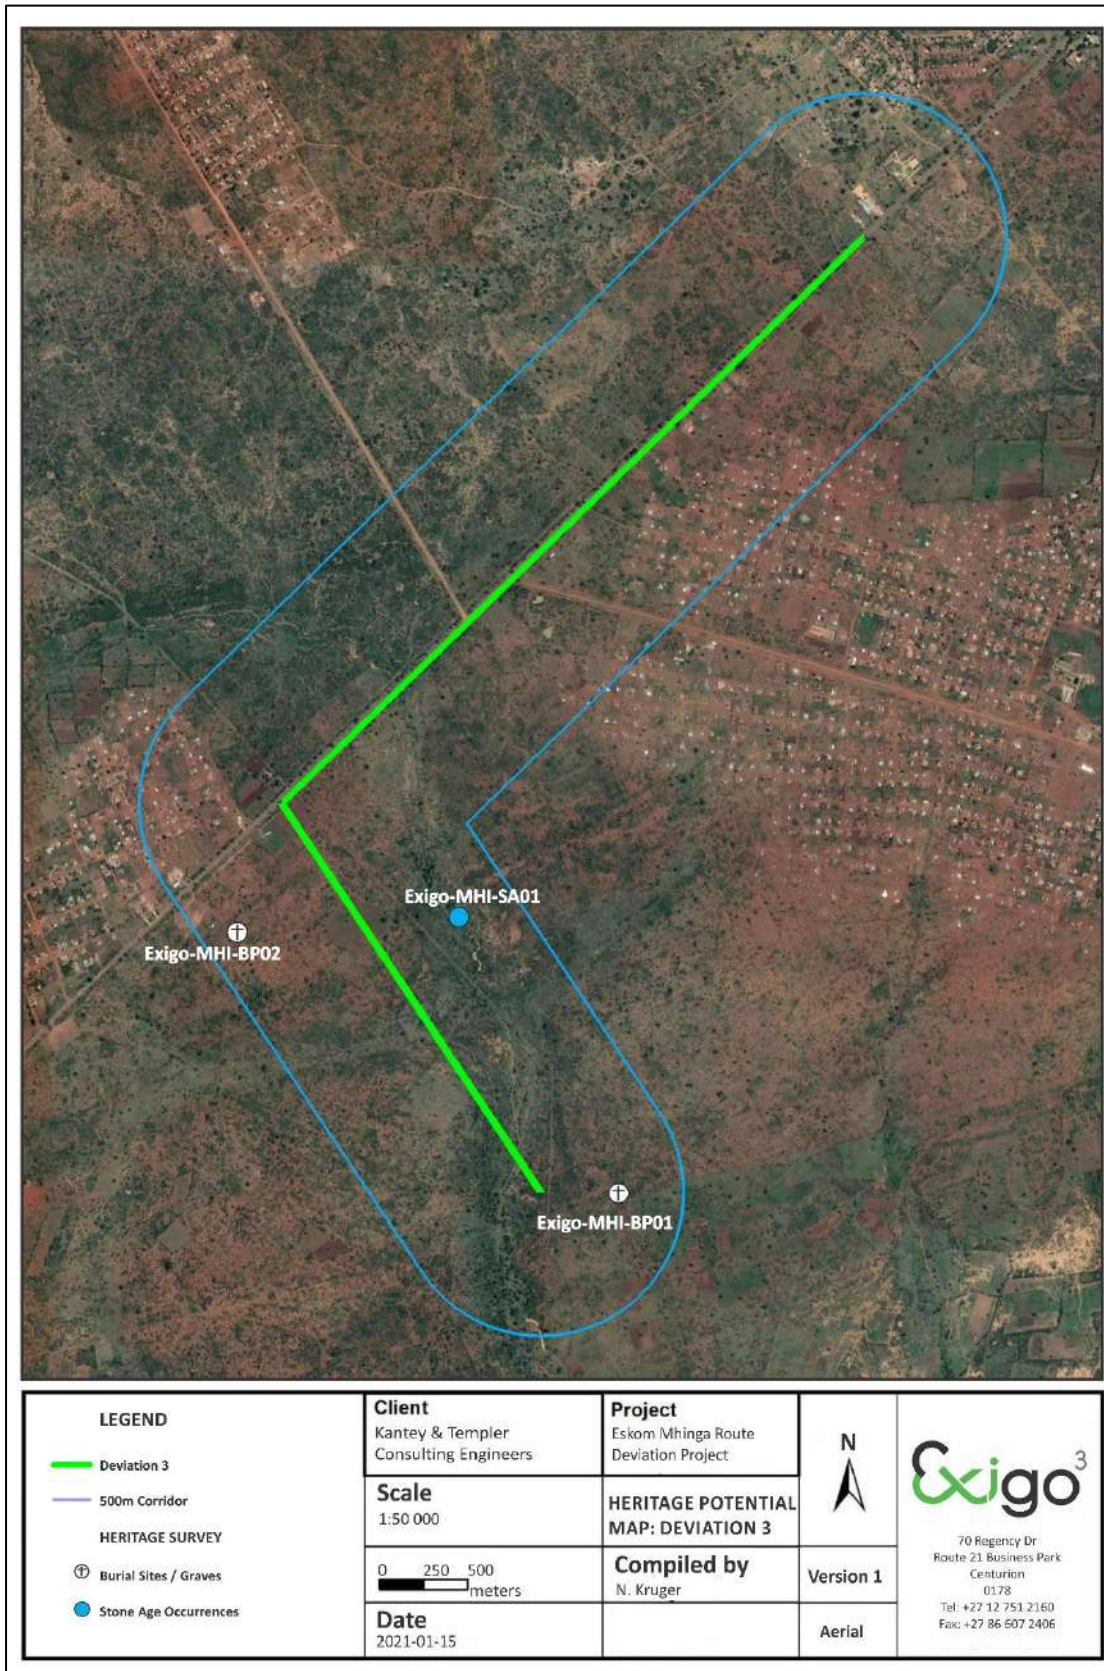 Exigo-MHI-SA01
Exigo-MHI-BP02
Exigo-MHI-BP01
LEGEND
Deviation 3
500m Corridor
HERITAGE SURVEY
Burial Sites / Graves
Stone Age Occurrences
Client
Kantey & Templer
Consulting Engineers
Scale
1:50 000
0 250 500
meters
Date
2021-01-15
Project
Eskom Mhinga Route
Deviation Project
HERITAGE POTENTIAL
MAP: DEVIATION 3
Compiled by
N. Kruger
N
Version 1
Aerial
Exigo3
70 Regency Dr
Route 21 Business Park
Centurion
0178
Tel: +27 12 751 2160
Fax: +27 86 607 2406